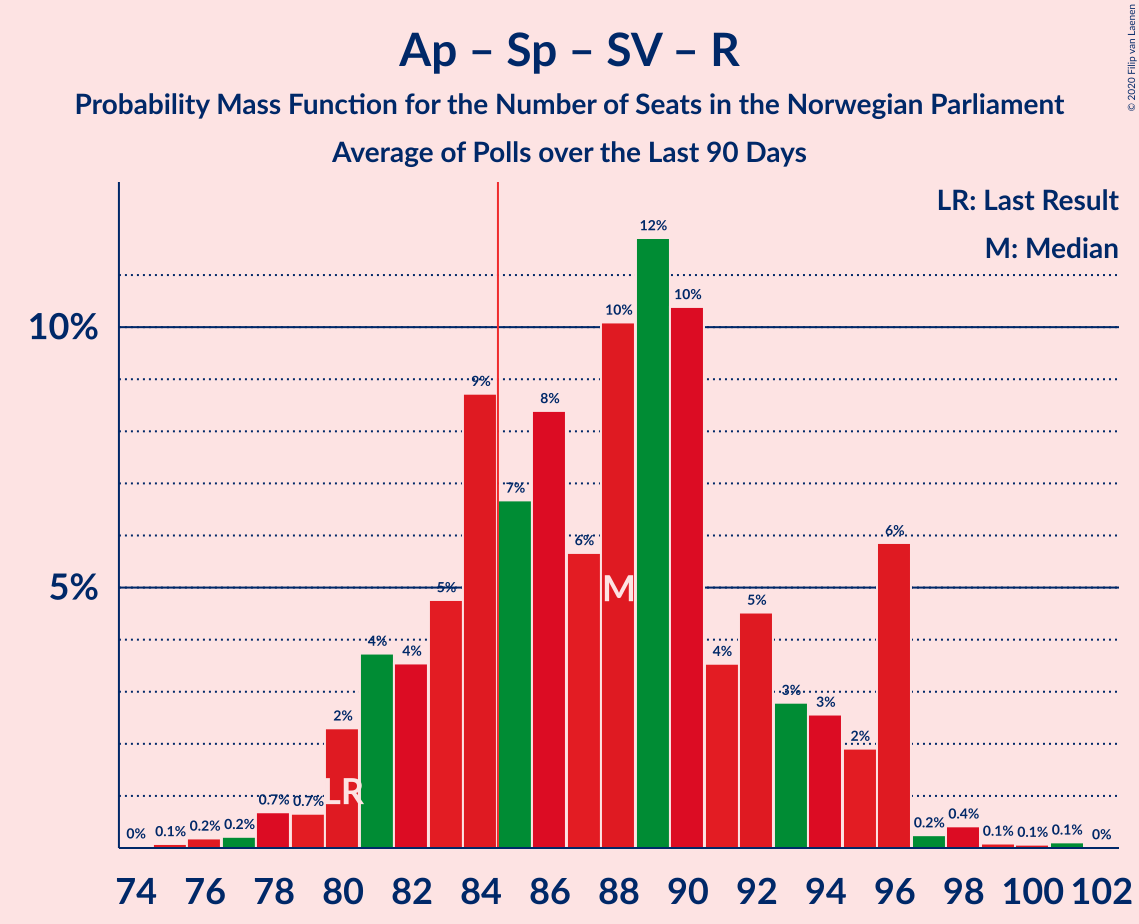 Ap – Sp – SV – R
Probability Mass Function for the Number of Seats in the Norwegian Parliament
Average of Polls over the Last 90 Days
© 2020 Filip van Laenen
LR: Last Result
M: Median
10%
5%
0% 0.1% 0.2% 0.2% 0.7% 0.7% 2% 4% 4% 5% 9% 7% 8% 6% 10% 12% 10% 4% 5% 3% 3% 2% 6% 0.2% 0.4% 0.1% 0.1% 0.1% 0%
LR
M
74 76 78 80 82 84 86 88 90 92 94 96 98 100 102